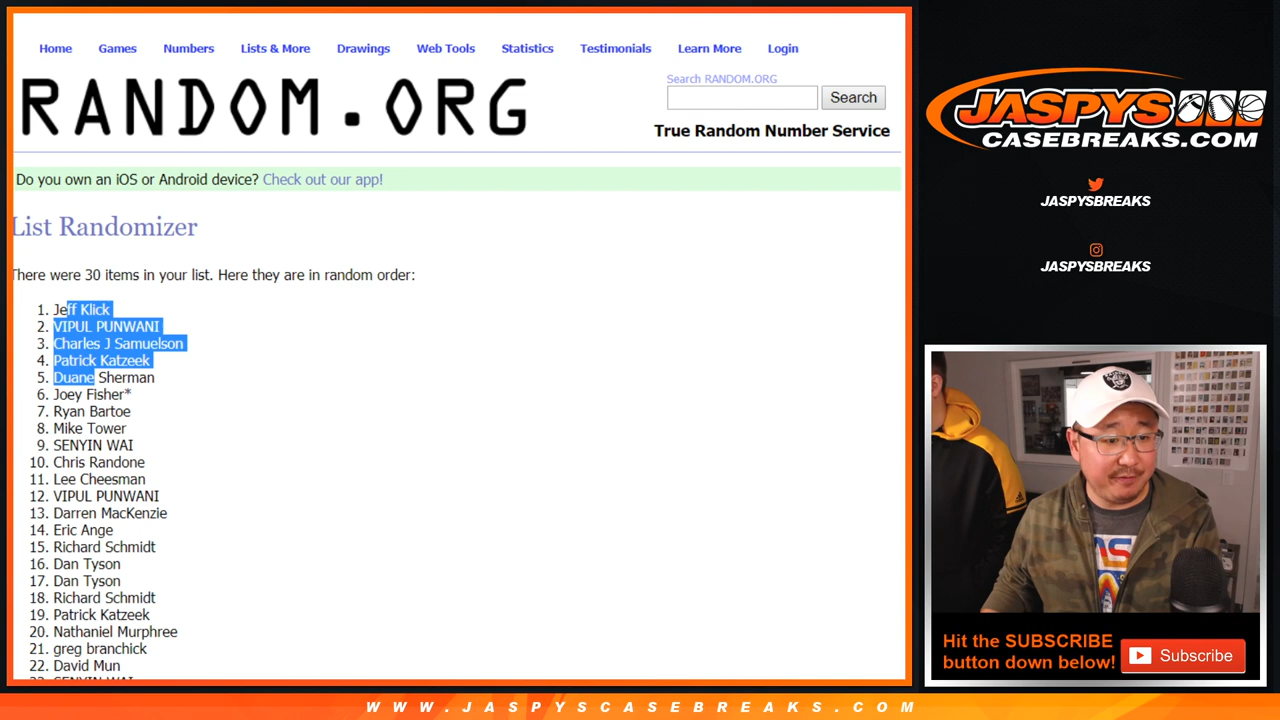 Home Games Numbers Lists & More Drawings Web Tools Statistics Testimonials Learn More Login
RANDOM.ORG
Search RANDOM.ORG
Search
True Random Number Service
Do you own an iOS or Android device? Check out our app!
List Randomizer
There were 30 items in your list. Here they are in random order:
1. Jeff Klick
2. VIPUL PUNWANI
3. Charles J Samuelson
4. Patrick Katzeek
5. Duane Sherman
6. Joey Fisher*
7. Ryan Bartoe
8. Mike Tower
9. SENYIN WAI
10. Chris Randone
11. Lee Cheesman
12. VIPUL PUNWANI
13. Darren MacKenzie
14. Eric Ange
15. Richard Schmidt
16. Dan Tyson
17. Dan Tyson
18. Richard Schmidt
19. Patrick Katzeek
20. Nathaniel Murphree
21. greg branchick
22. David Mun
23. SENYIN WAI
JASPYS
CASEBREAKS.COM
JASPYSBREAKS
JASPYSBREAKS
Hit the SUBSCRIBE
button down below!
Subscribe
WWW.JASPYSCASEBREAKS.COM